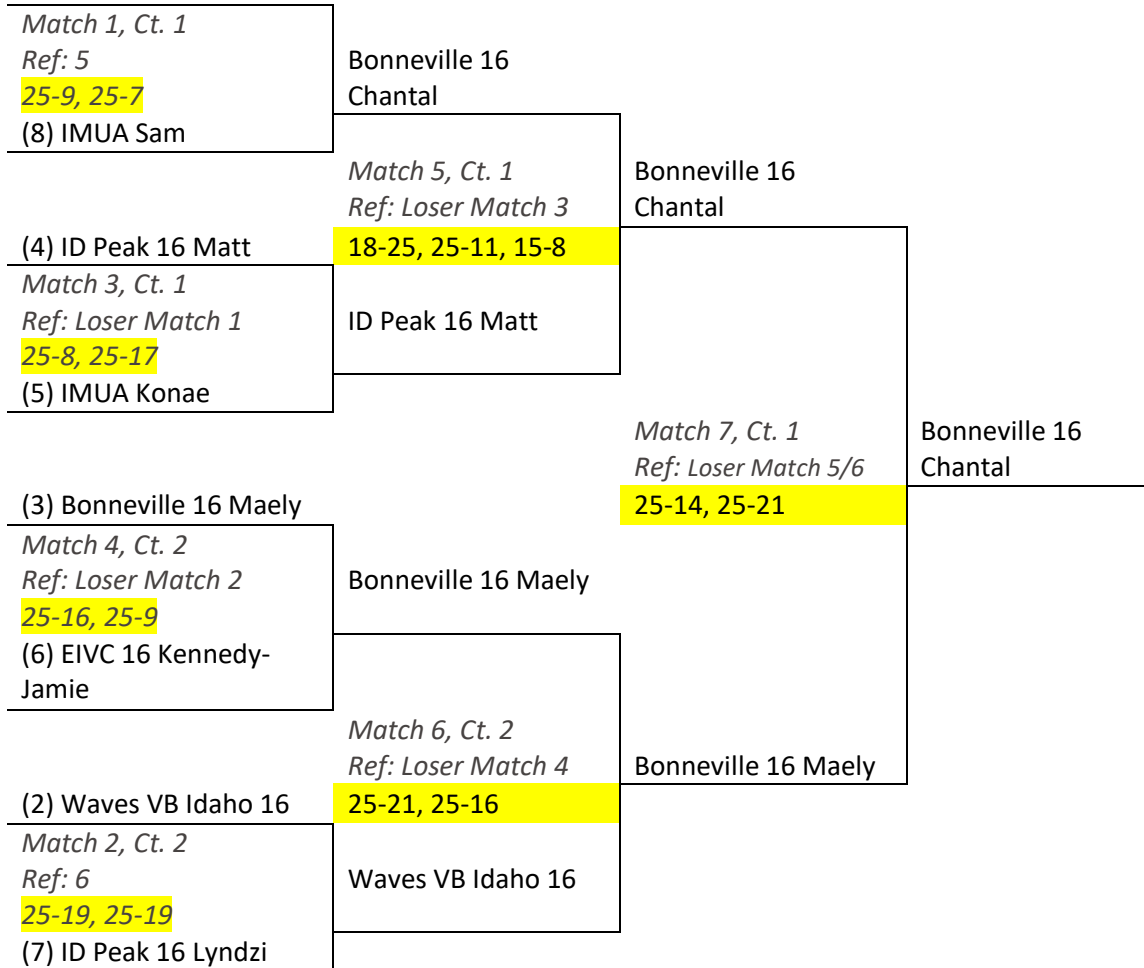 Match 1, Ct. 1
Ref: 5
25-9, 25-7
(8) IMUA Sam
Bonneville 16
Chantal
Match 5, Ct. 1
Ref: Loser Match 3
18-25, 25-11, 15-8
Bonneville 16
Chantal
(4) ID Peak 16 Matt
Match 3, Ct. 1
Ref: Loser Match 1
25-8, 25-17
(5) IMUA Konae
ID Peak 16 Matt
Match 7, Ct. 1
Ref: Loser Match 5/6
25-14, 25-21
Bonneville 16
Chantal
(3) Bonneville 16 Maely
Match 4, Ct. 2
Ref: Loser Match 2
25-16, 25-9
(6) EIVC 16 Kennedy-
Jamie
Bonneville 16 Maely
Match 6, Ct. 2
Ref: Loser Match 4
25-21, 25-16
Bonneville 16 Maely
(2) Waves VB Idaho 16
Match 2, Ct. 2
Ref: 6
25-19, 25-19
(7) ID Peak 16 Lyndzi
Waves VB Idaho 16